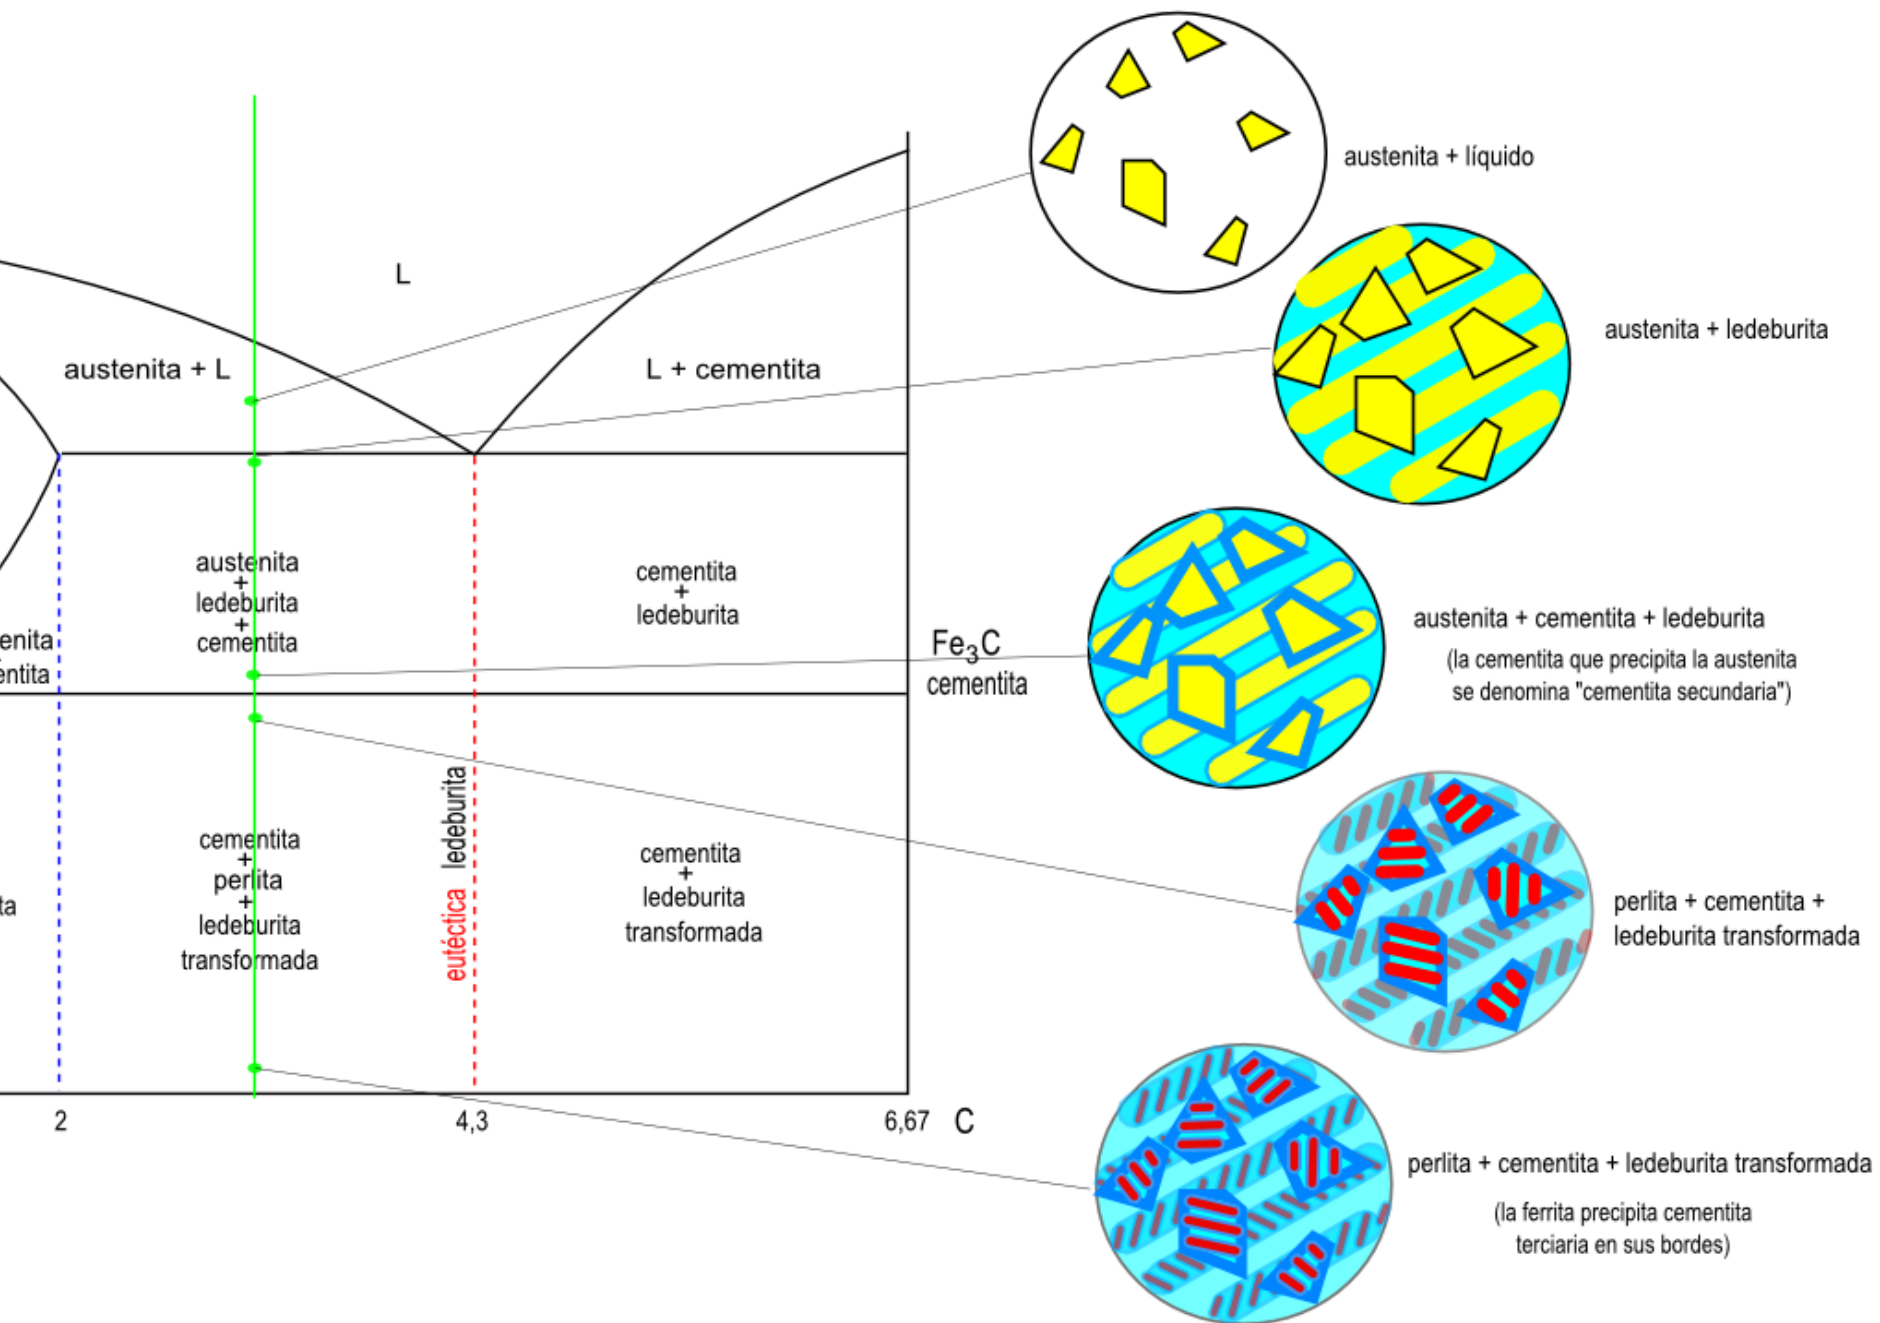 austenita + líquido
L
austenita + ledeburita
austenita + L
L + cementita
austenita
+
ledeburita
+
cementita
cementita
+
ledeburita
enita
entita
Fe3C
cementita
austenita + cementita + ledeburita
(la cementita que precipita la austenita
se denomina "cementita secundaria")
cementita
+
perlita
+
ledeburita
transformada
eutéctica ledeburita
cementita
+
ledeburita
transformada
ta
perlita + cementita +
ledeburita transformada
2
4,3
6,67 C
perlita + cementita + ledeburita transformada
(la ferrita precipita cementita
terciaria en sus bordes)